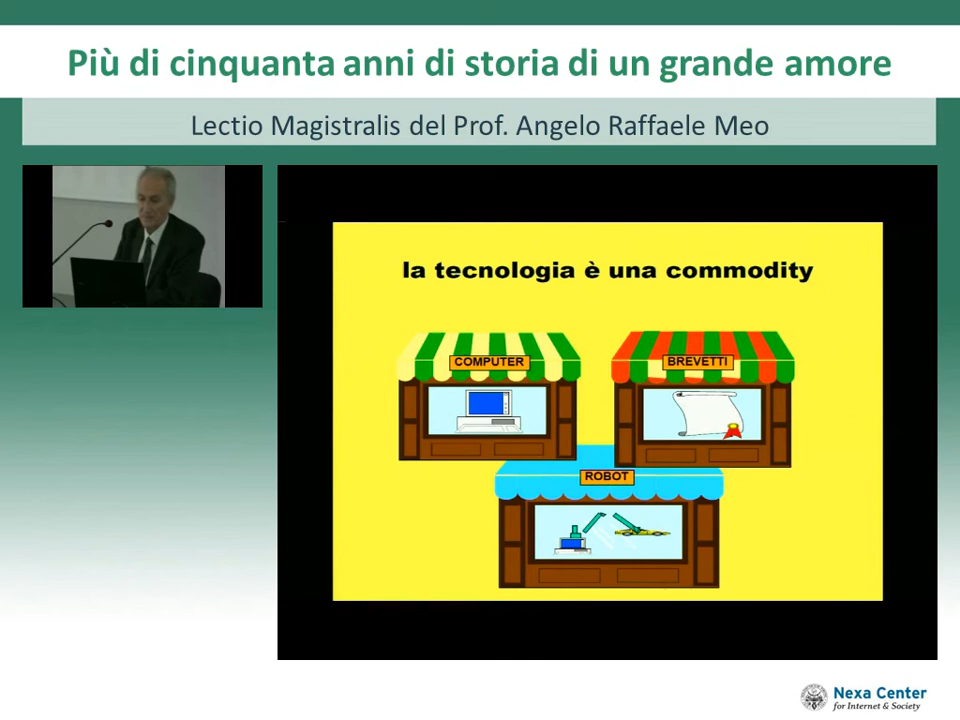 Più di cinquanta anni di storia di un grande amore
Lectio Magistralis del Prof. Angelo Raffaele Meo
la tecnologia è una commodity
COMPUTER
BREVETTI
ROBOT
Nexa Center
for Internet & Society